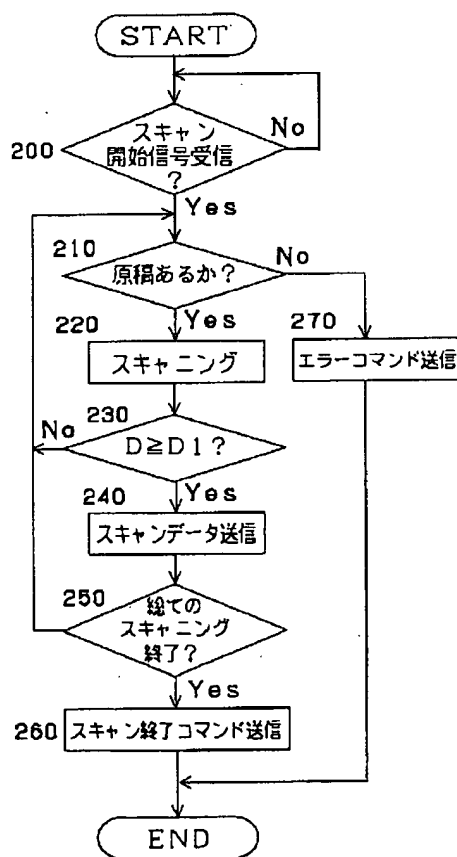 START
No
200
スキャン
開始信号受信
?
Yes
210
原稿あるか?
No
Yes
220
スキャニング
270
エラーコマンド送信
No
230
D≧D1?
Yes
240
スキャンデータ送信
250
総ての
スキャニング
終了?
Yes
260
スキャン終了コマンド送信
END